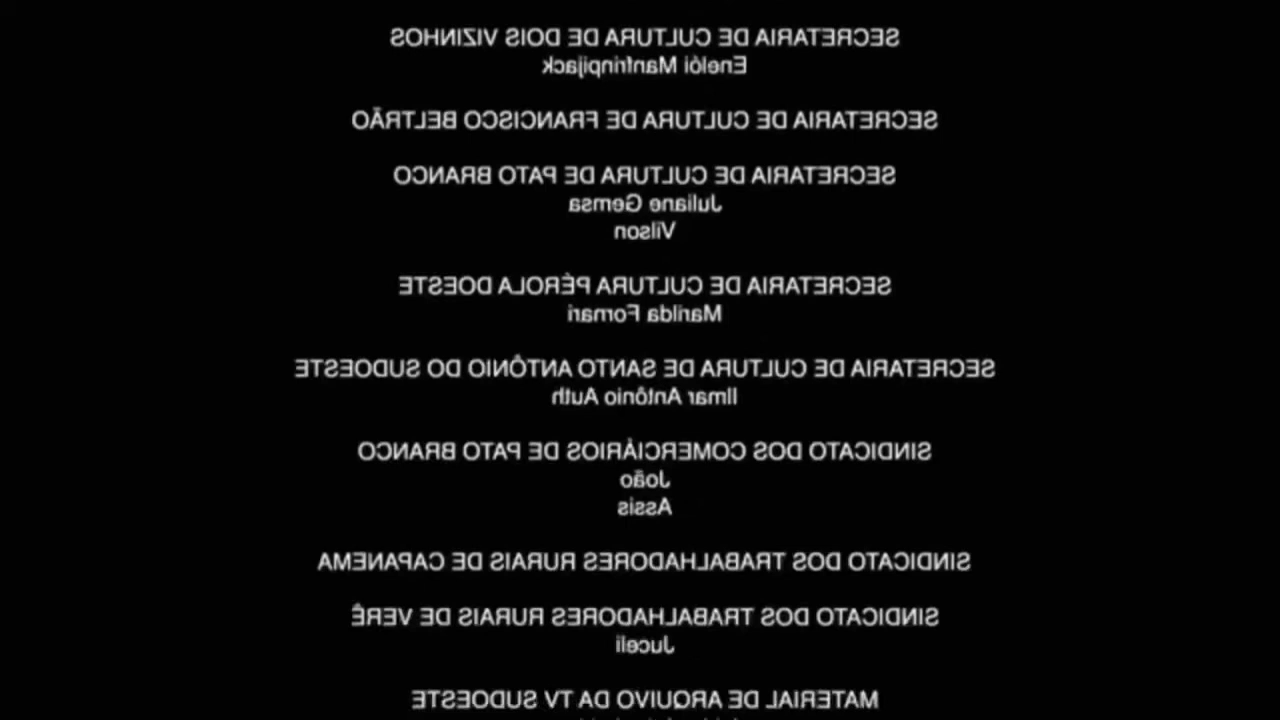 SECRETARIA DE CULTURA DE DOIS VIZINHOS
Enelói Manfrinpijack
SECRETARIA DE CULTURA DE FRANCISCO BELTRÃO
SECRETARIA DE CULTURA DE PATO BRANCO
Juliane Gemsa
Vilson
SECRETARIA DE CULTURA PÉROLA DOESTE
Marilda Fornari
SECRETARIA DE CULTURA DE SANTO ANTÔNIO DO SUDOESTE
Ilmar Antônio Auth
SINDICATO DOS COMERCIÁRIOS DE PATO BRANCO
João
Assis
SINDICATO DOS TRABALHADORES RURAIS DE CAPANEMA
SINDICATO DOS TRABALHADORES RURAIS DE VERÊ
Juceli
MATERIAL DE ARQUIVO DA TV SUDOESTE